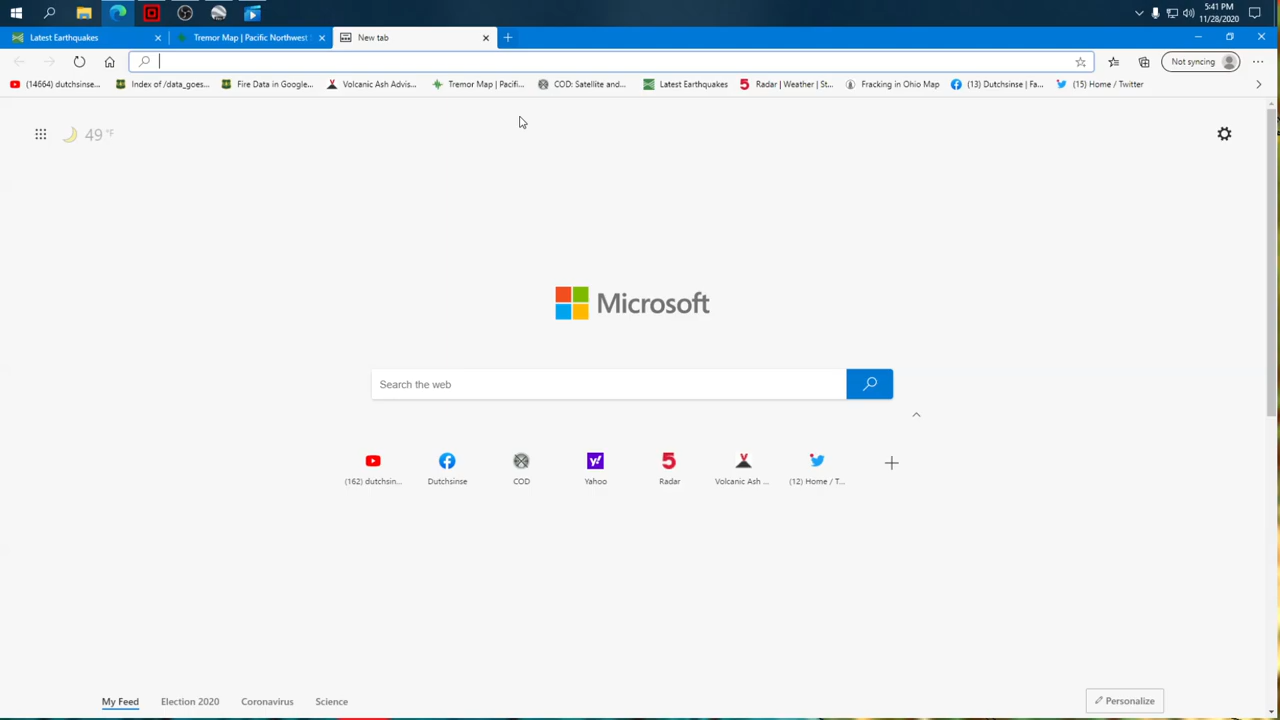 5:41 PM
11/28/2020
Latest Earthquakes
Tremor Map | Pacific Northwest
New tab
Not syncing
(14664) dutchsinse...
Index of /data_goes...
Fire Data in Google...
Volcanic Ash Advis...
Tremor Map | Pacifi...
COD: Satellite and...
Latest Earthquakes
Radar | Weather | St...
Fracking in Ohio Map
(13) Dutchsinse | Fa...
(15) Home / Twitter
49 °F
Microsoft
Search the web
(162) dutchsin...
Dutchsinse
COD
Yahoo
Radar
Volcanic Ash ...
(12) Home / T...
My Feed
Election 2020
Coronavirus
Science
Personalize